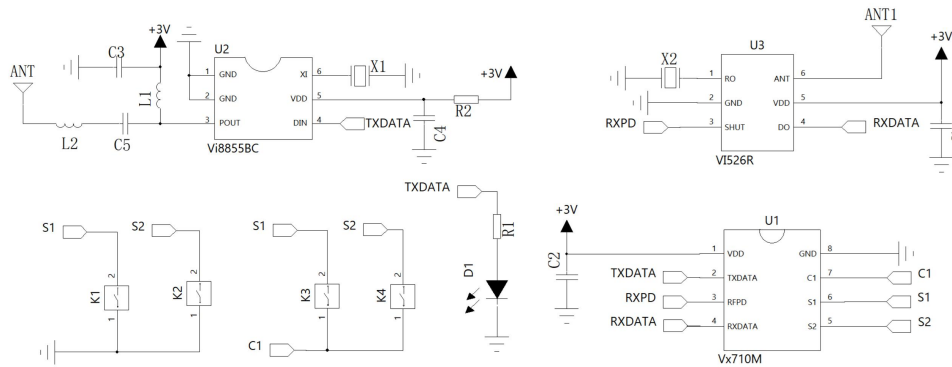 ANT
C3
+3V
L1
L2
C5
U2
1 GND
2 GND
3 POUT
XI 6
VDD 5
DIN 4
Vi8855BC
X1
TXDATA
C4
R2
+3V
X2
RXPD
U3
1 RO
2 GND
3 SHUT
ANT 6
VDD 5
DO 4
VI526R
ANT1
RXDATA
+3V
S1
K1
2
1
S2
K2
2
1
S1
K3
2
1
S2
K4
2
1
C1
TXDATA
R1
D1
+3V
C2
TXDATA
RXPD
RXDATA
U1
1 VDD
2 TXDATA
3 RFPD
4 RXDATA
GND 8
C1 7
S1 6
S2 5
Vx710M
C1
S1
S2